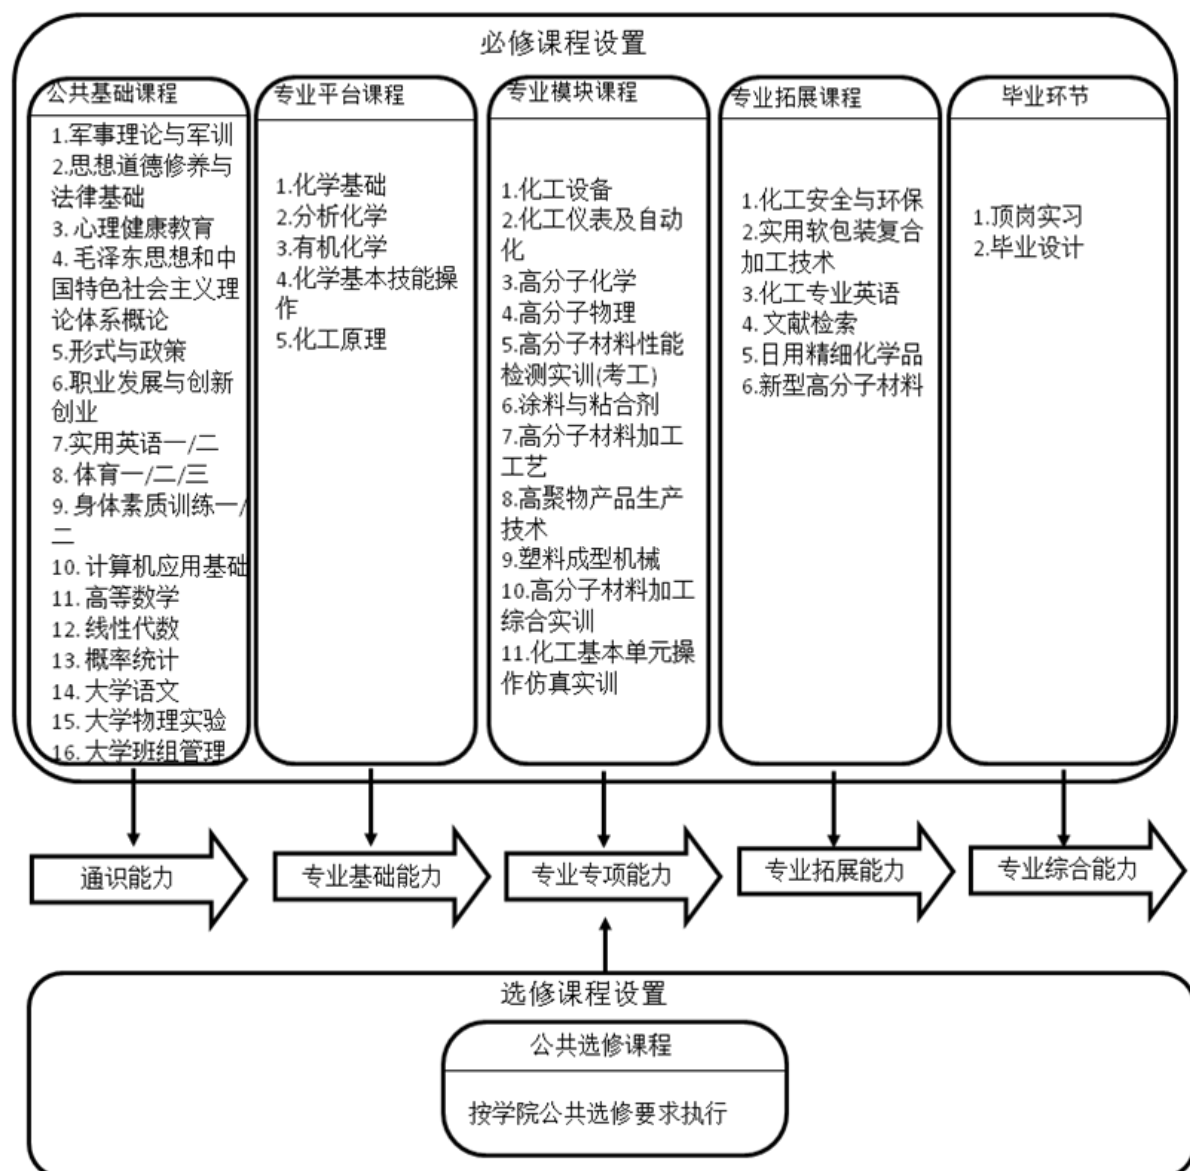 必修课程设置
公共基础课程
1.军事理论与军训
2.思想道德修养与
法律基础
3. 心理健康教育
4. 毛泽东思想和中
国特色社会主义理
论体系概论
5.形式与政策
6.职业发展与创新
创业
7.实用英语一/二
8. 体育一/二/三
9. 身体素质训练一/
二
10. 计算机应用基础
11. 高等数学
12. 线性代数
13. 概率统计
14. 大学语文
15. 大学物理实验
16. 大学班组管理
专业平台课程
1.化学基础
2.分析化学
3.有机化学
4.化学基本技能操
作
5.化工原理
专业模块课程
1.化工设备
2.化工仪表及自动
化
3.高分子化学
4.高分子物理
5.高分子材料性能
检测实训(考工)
6.涂料与粘合剂
7.高分子材料加工
工艺
8.高聚物产品生产
技术
9.塑料成型机械
10.高分子材料加工
综合实训
11.化工基本单元操
作仿真实训
专业拓展课程
1.化工安全与环保
2.实用软包装复合
加工技术
3.化工专业英语
4. 文献检索
5.日用精细化学品
6.新型高分子材料
毕业环节
1.顶岗实习
2.毕业设计
通识能力
专业基础能力
专业专项能力
专业拓展能力
专业综合能力
选修课程设置
公共选修课程
按学院公共选修要求执行